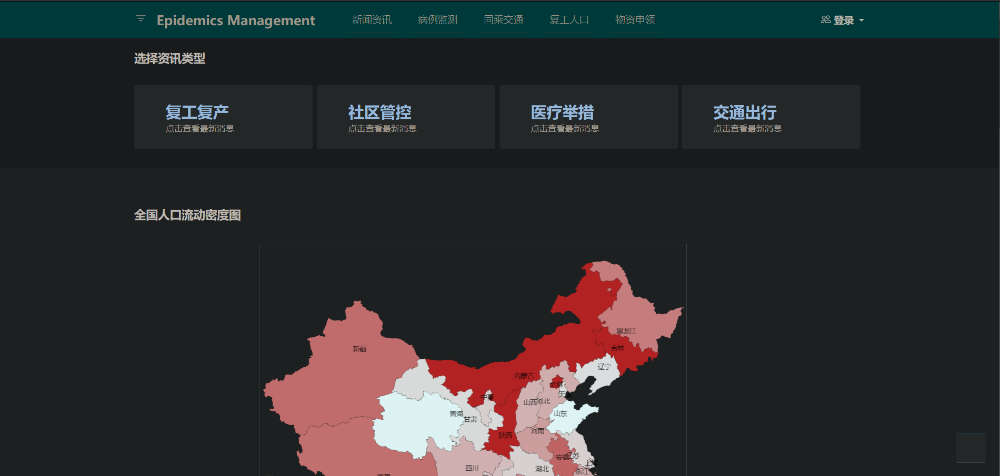 Epidemics Management
新闻资讯
病例监测
同乘交通
复工人口
物资申领
登录
选择资讯类型
复工复产
点击查看最新消息
社区管控
点击查看最新消息
医疗举措
点击查看最新消息
交通出行
点击查看最新消息
全国人口流动密度图
黑龙江
新疆
吉林
辽宁
内蒙古
北京
天津
宁夏
山西
河北
青海
甘肃
山东
河南
陕西
安徽
江苏
上海
四川
湖北
浙江